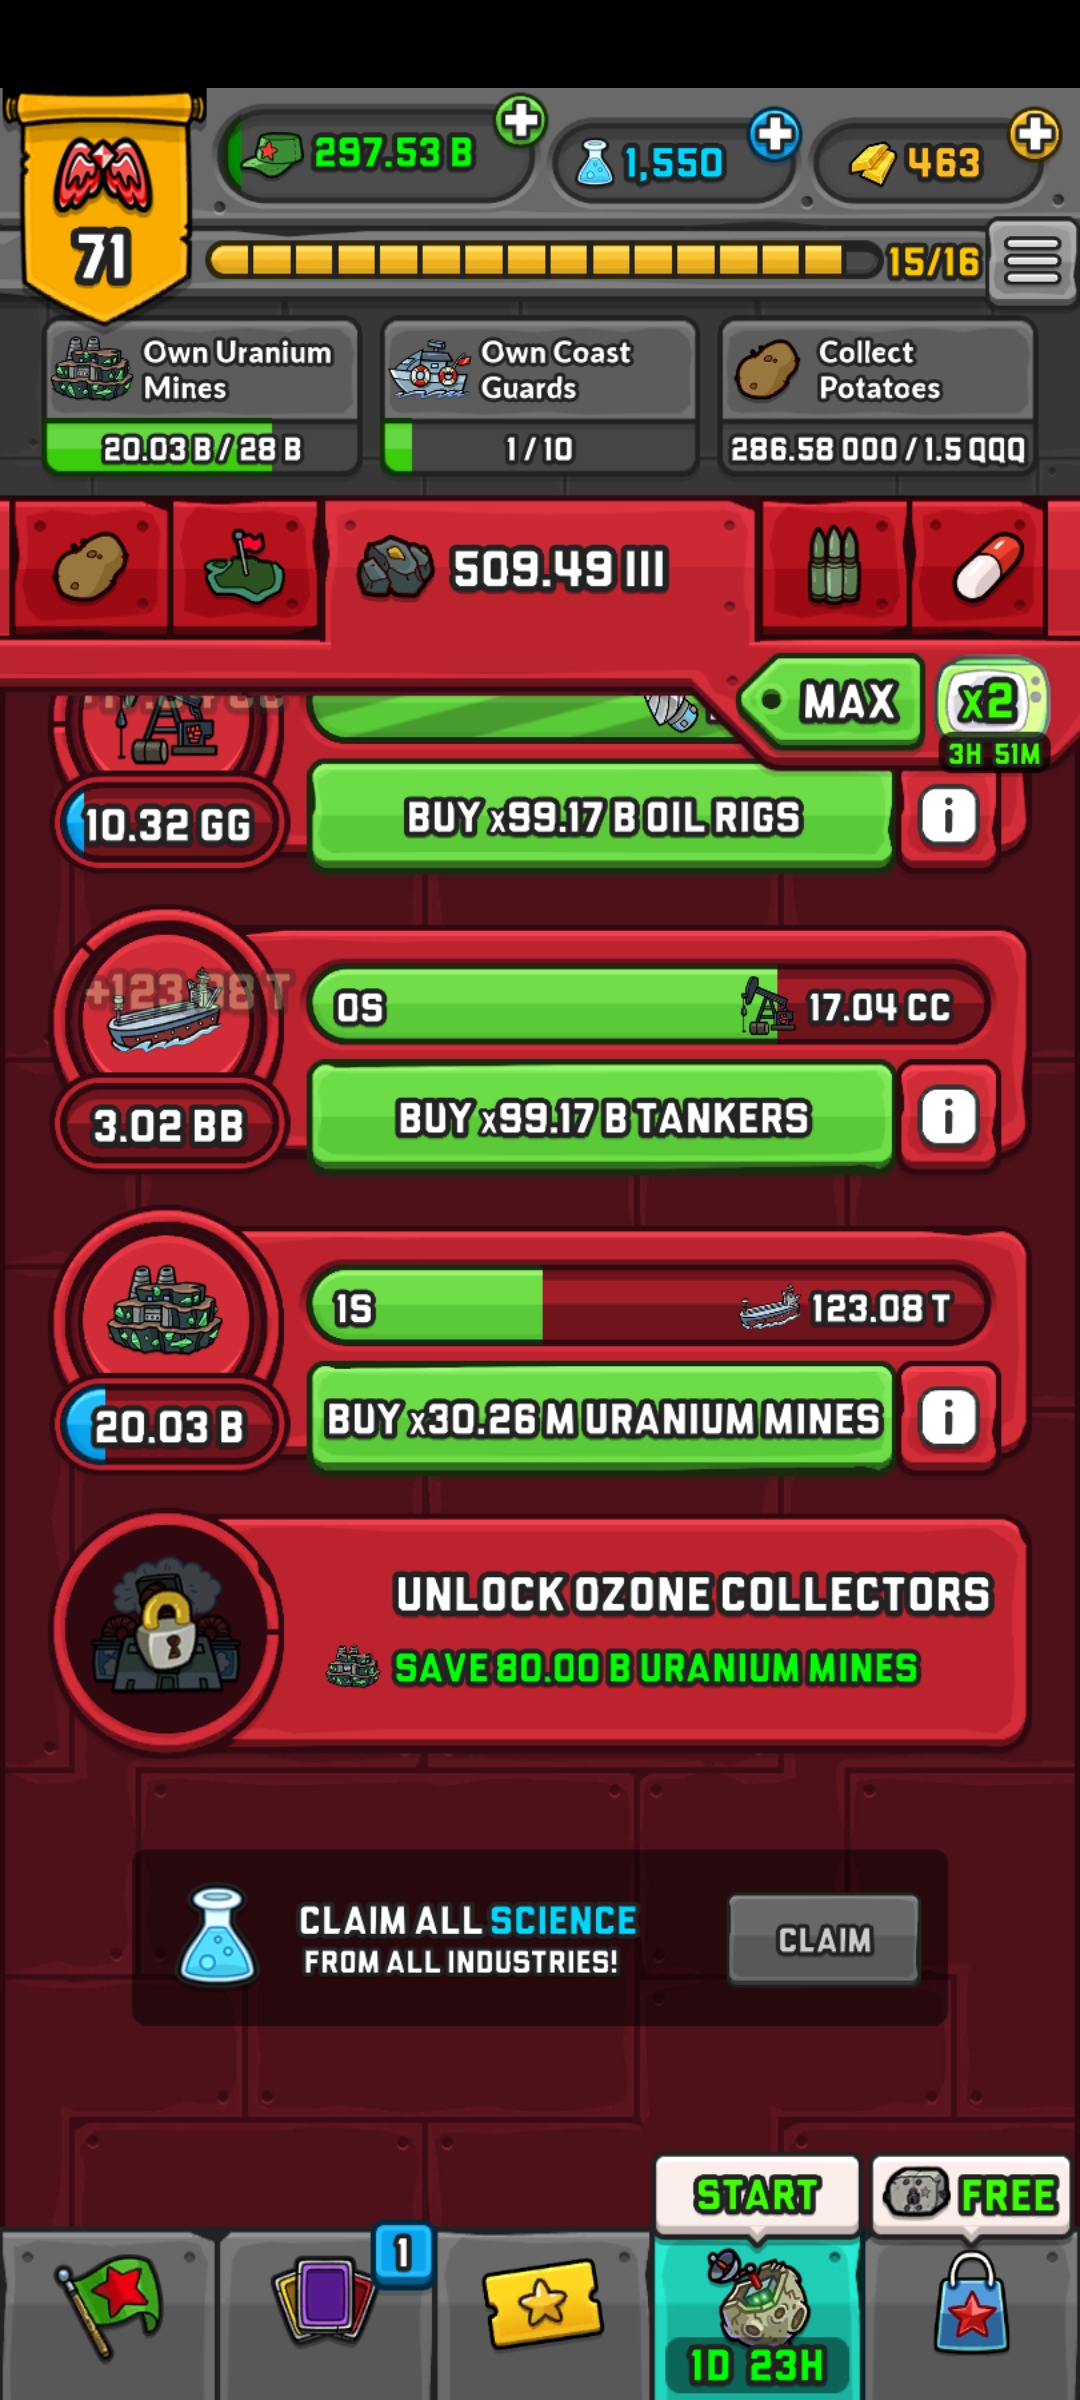 297.53 B
1,550
463
71
15/16
Own Uranium
Mines
20.03 B / 28 B
Own Coast
Guards
1 / 10
Collect
Potatoes
286.58 OOO / 1.5 QQQ
509.49 III
MAX
x2
3H 51M
10.32 GG
BUY x99.17 B OIL RIGS
i
0S
17.04 CC
3.02 BB
BUY x99.17 B TANKERS
i
1S
123.08 T
20.03 B
BUY x30.26 M URANIUM MINES
i
UNLOCK OZONE COLLECTORS
SAVE 80.00 B URANIUM MINES
CLAIM ALL SCIENCE
FROM ALL INDUSTRIES!
CLAIM
START
FREE
1
1D 23H